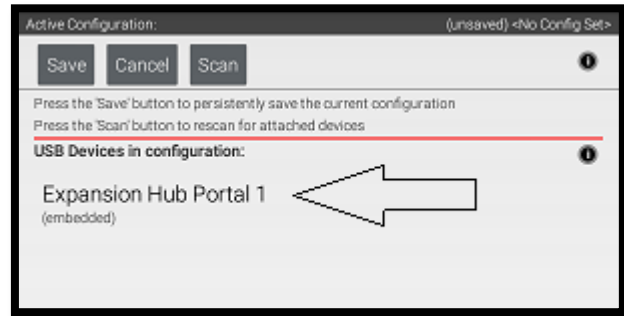 Active Configuration: (unsaved) <No Config Set>
Save Cancel Scan
Press the 'Save' button to persistently save the current configuration
Press the 'Scan' button to rescan for attached devices
USB Devices in configuration:
Expansion Hub Portal 1
(embedded)